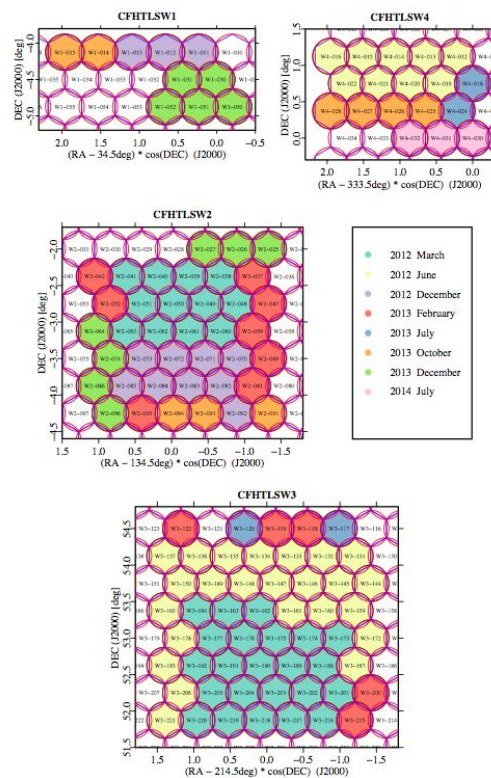 CFHTLSW1
W1-015 W1-014 W1-013 W1-012 W1-011 W1-010
W1-035 W1-034 W1-033 W1-032 W1-031 W1-030
W1-055 W1-054 W1-053 W1-052 W1-051 W1-050
DEC (J2000) [deg]
2.0 1.5 1.0 0.5 0.0 -0.5
(RA - 34.5deg) * cos(DEC) (J2000)
CFHTLSW4
W4-016 W4-015 W4-014 W4-013 W4-012
W4-022 W4-021 W4-020 W4-019 W4-018
W4-027 W4-026 W4-025 W4-024
W4-034 W4-033 W4-032 W4-031 W4-030
DEC (J2000) [deg]
2.0 1.5 1.0 0.5 0.0
(RA - 333.5deg) * cos(DEC) (J2000)
CFHTLSW2
W2-031 W2-030 W2-029 W2-028 W2-027 W2-026 W2-025
W2-042 W2-041 W2-040 W2-039 W2-038 W2-037 W2-036
W2-053 W2-052 W2-051 W2-050 W2-049 W2-048 W2-047
W2-064 W2-063 W2-062 W2-061 W2-060 W2-059 W2-058
W2-075 W2-074 W2-073 W2-072 W2-071 W2-070 W2-069
W2-086 W2-085 W2-084 W2-083 W2-082 W2-081 W2-080
W2-097 W2-096 W2-095 W2-094 W2-093 W2-092 W2-091
DEC (J2000) [deg]
-2.0 -2.5 -3.0 -3.5 -4.0 -4.5
1.5 1.0 0.5 0.0 -0.5 -1.0 -1.5
(RA - 134.5deg) * cos(DEC) (J2000)
2012 March
2012 June
2012 December
2013 February
2013 July
2013 October
2013 December
2014 July
CFHTLSW3
W3-123 W3-122 W3-121 W3-120 W3-119 W3-118 W3-117 W3-116
W3-137 W3-136 W3-135 W3-134 W3-133 W3-132 W3-131 W3-130
W3-151 W3-150 W3-149 W3-148 W3-147 W3-146 W3-145 W3-144
W3-165 W3-164 W3-163 W3-162 W3-161 W3-160 W3-159 W3-158
W3-179 W3-178 W3-177 W3-176 W3-175 W3-174 W3-173 W3-172
W3-193 W3-192 W3-191 W3-190 W3-189 W3-188 W3-187 W3-186
W3-207 W3-206 W3-205 W3-204 W3-203 W3-202 W3-201 W3-200
W3-221 W3-220 W3-219 W3-218 W3-217 W3-216 W3-215 W3-214
DEC (J2000) [deg]
54.5 54.0 53.5 53.0 52.5 52.0 51.5
1.5 1.0 0.5 0.0 -0.5 -1.0 -1.5
(RA - 214.5deg) * cos(DEC) (J2000)